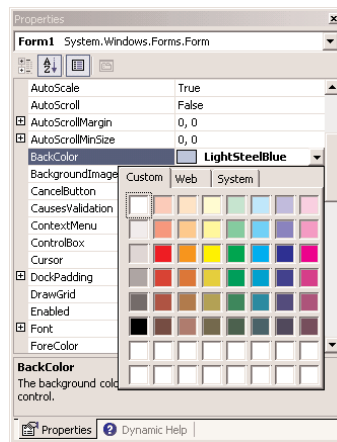 Properties
Form1 System.Windows.Forms.Form
AutoScale True
AutoScroll False
AutoScrollMargin 0, 0
AutoScrollMinSize 0, 0
BackColor LightSteelBlue
BackgroundImage
CancelButton
CausesValidation
ContextMenu
ControlBox
Cursor
DockPadding
DrawGrid
Enabled
Font
ForeColor
Custom Web System
BackColor
The background colo
control.
Properties Dynamic Help